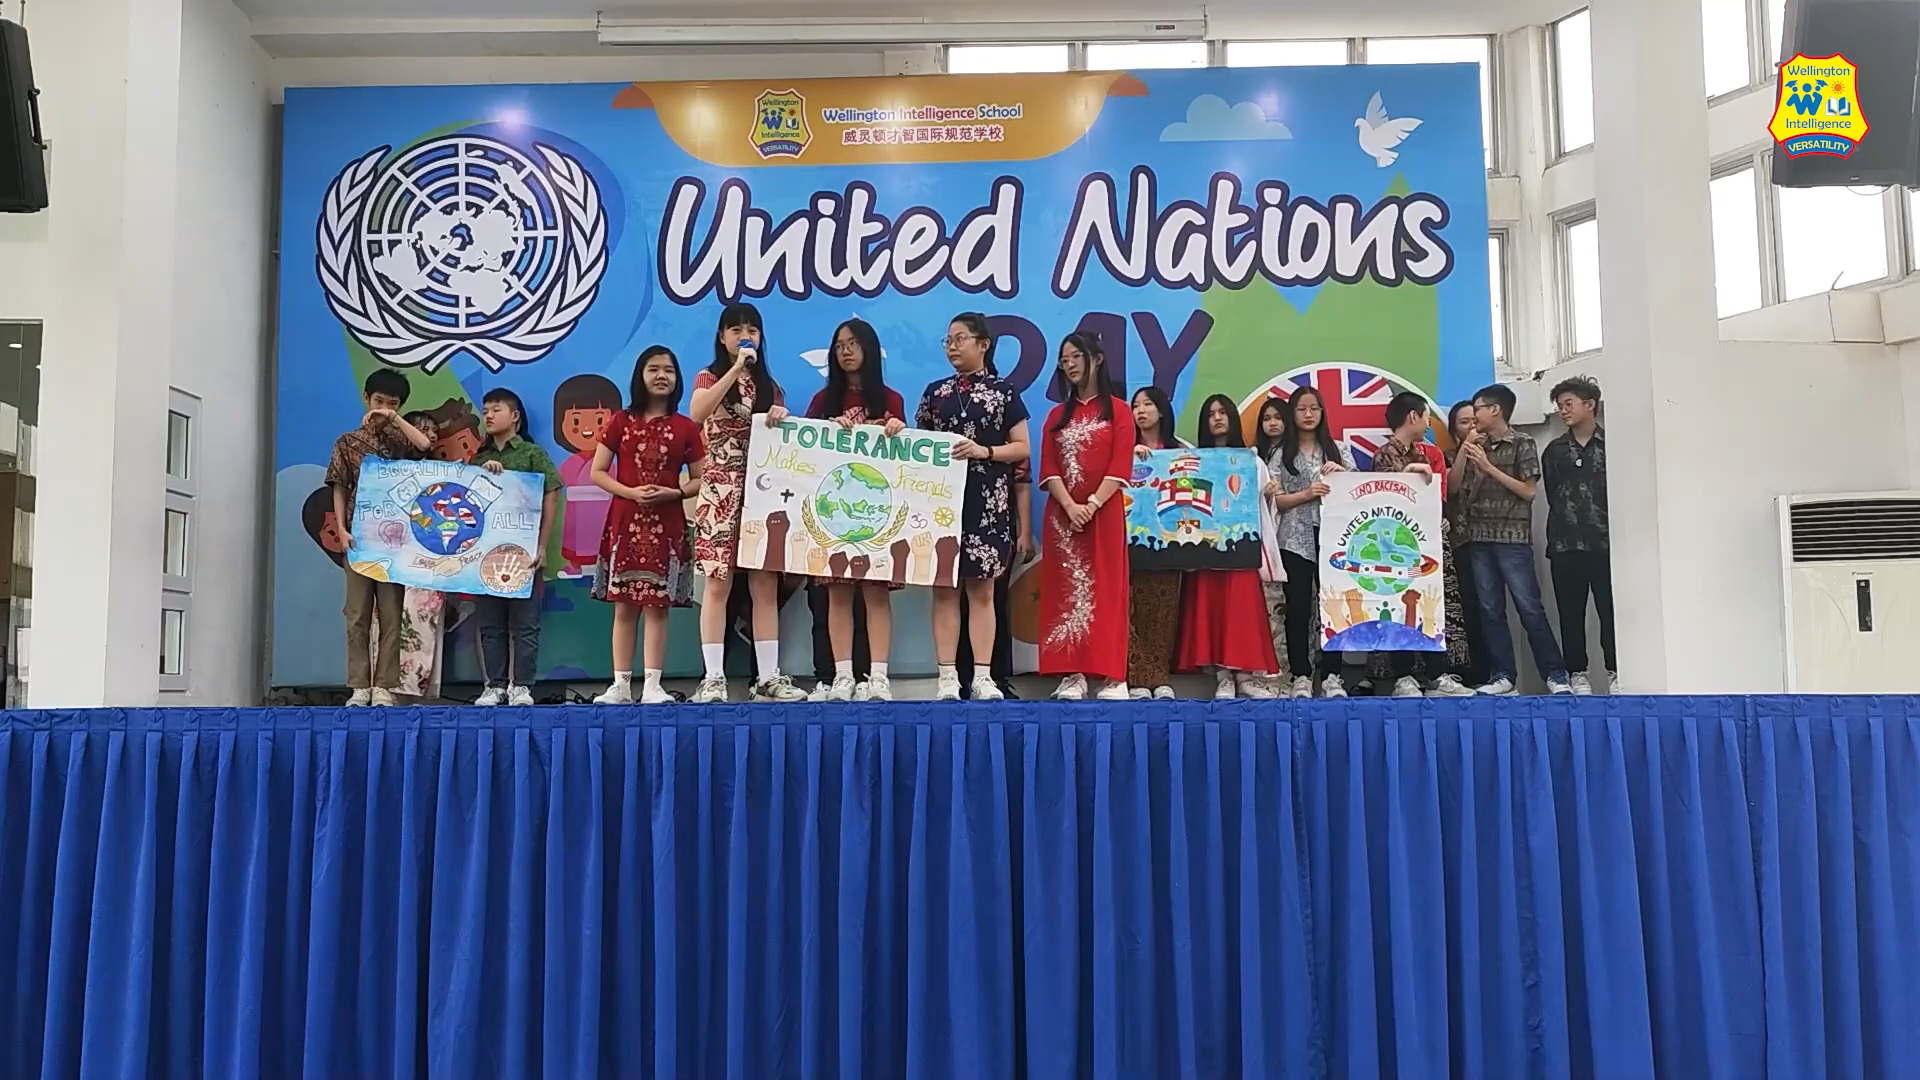 Wellington
Intelligence
VERSATILITY
Wellington Intelligence School
威灵顿才智国际规范学校
United Nations
DAY
Wellington
Intelligence
VERSATILITY
EQUALITY
FOR ALL
Love
Peace
TOLERANCE
Makes Friends
NO RACISM
UNITED NATION DAY